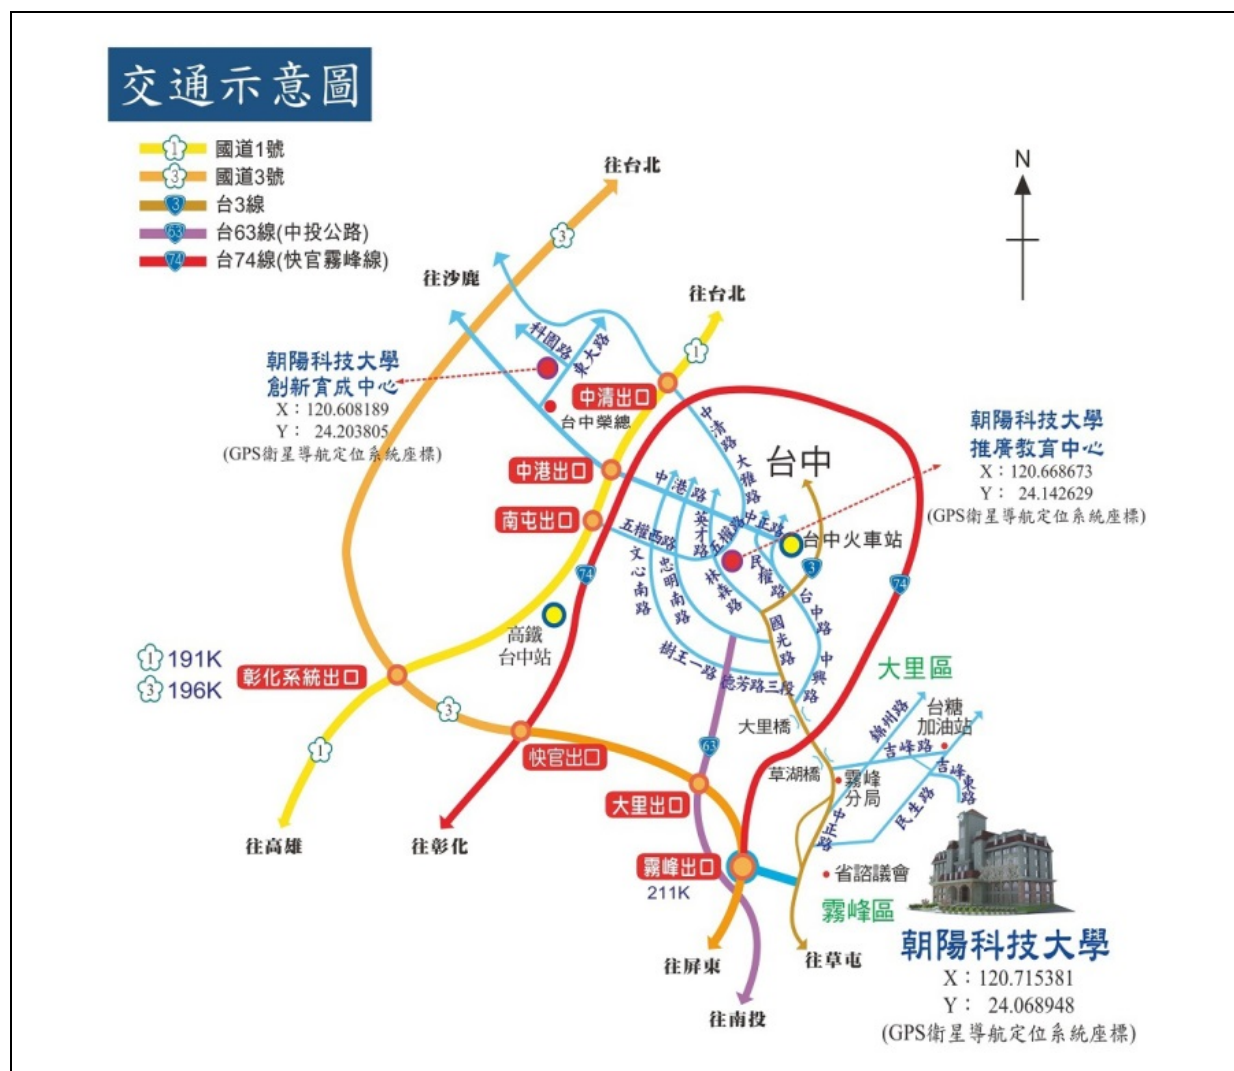 交通示意圖
1 國道1號
3 國道3號
3 台3線
63 台63線(中投公路)
74 台74線(快官霧峰線)
N
往台北
3
往沙鹿
往台北
1
科園路
東大路
朝陽科技大學
創新育成中心
X：120.608189
Y： 24.203805
(GPS衛星導航定位系統座標)
中清出口
台中榮總
中清路
大雅路
朝陽科技大學
推廣教育中心
X：120.668673
Y： 24.142629
(GPS衛星導航定位系統座標)
台中
中港出口
中港路
南屯出口
五權西路
英才路
五權路
中正路
台中火車站
文心南路
忠明南路
林森路
民權路
3
74
74
台中路
國光路
高鐵
台中站
樹王一路
德芳路三段
中興路
1 191K
3 196K
彰化系統出口
大里區
大里橋
錦州路
台糖
加油站
3
1
快官出口
63
吉峰路
吉峰東路
草湖橋
霧峰
分局
民生路
大里出口
中正路
往高雄
往彰化
霧峰出口
211K
省諮議會
霧峰區
朝陽科技大學
X：120.715381
Y： 24.068948
(GPS衛星導航定位系統座標)
往屏東
往草屯
往南投